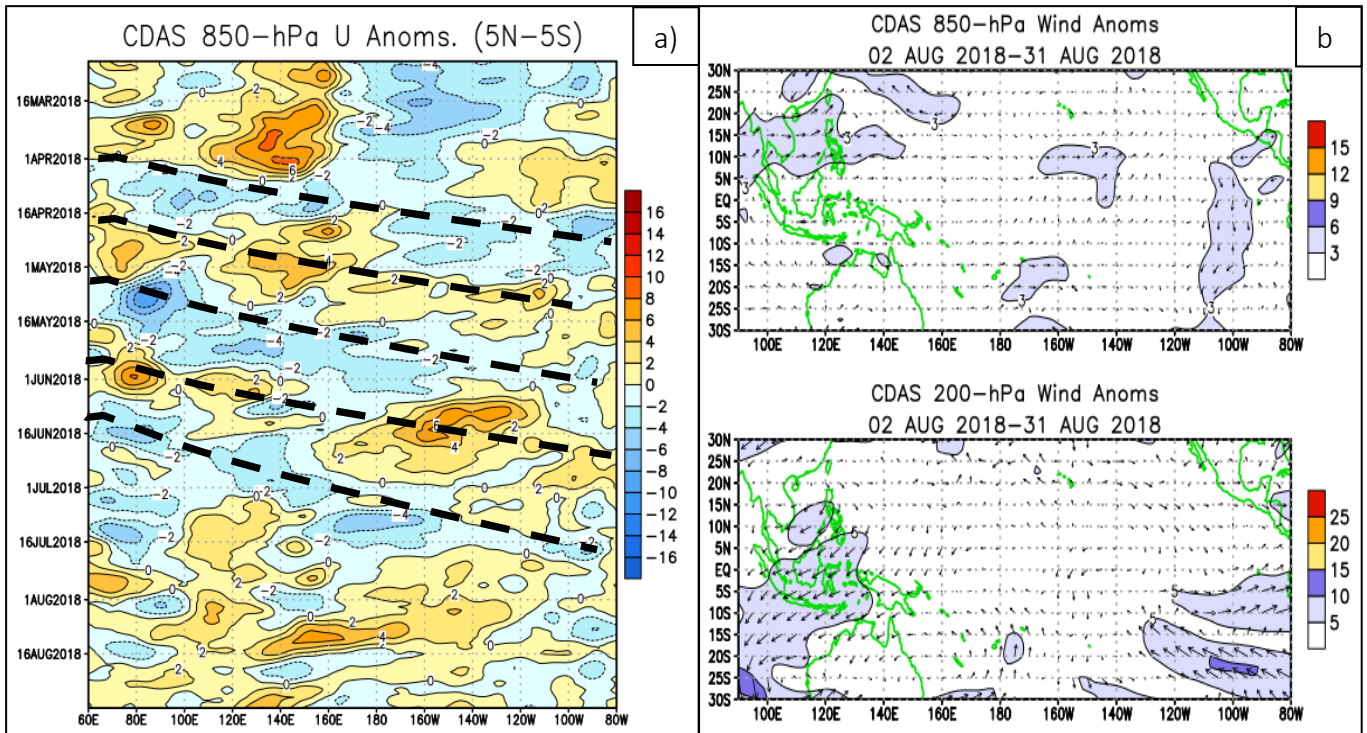 CDAS 850-hPa U Anoms. (5N-5S)
a)
16MAR2018
1APR2018
16APR2018
1MAY2018
16MAY2018
1JUN2018
16JUN2018
1JUL2018
16JUL2018
1AUG2018
16AUG2018
60E 80E 100E 120E 140E 160E 180 160W 140W 120W 100W 80W
16
14
12
10
8
6
4
2
0
-2
-4
-6
-8
-10
-12
-14
-16
CDAS 850-hPa Wind Anoms
b
02 AUG 2018-31 AUG 2018
30N
25N
20N
15N
10N
5N
EQ
5S
10S
15S
20S
25S
30S
100E 120E 140E 160E 180 160W 140W 120W 100W 80W
15
12
9
6
3
CDAS 200-hPa Wind Anoms
02 AUG 2018-31 AUG 2018
30N
25N
20N
15N
10N
5N
EQ
5S
10S
15S
20S
25S
30S
100E 120E 140E 160E 180 160W 140W 120W 100W 80W
25
20
15
10
5